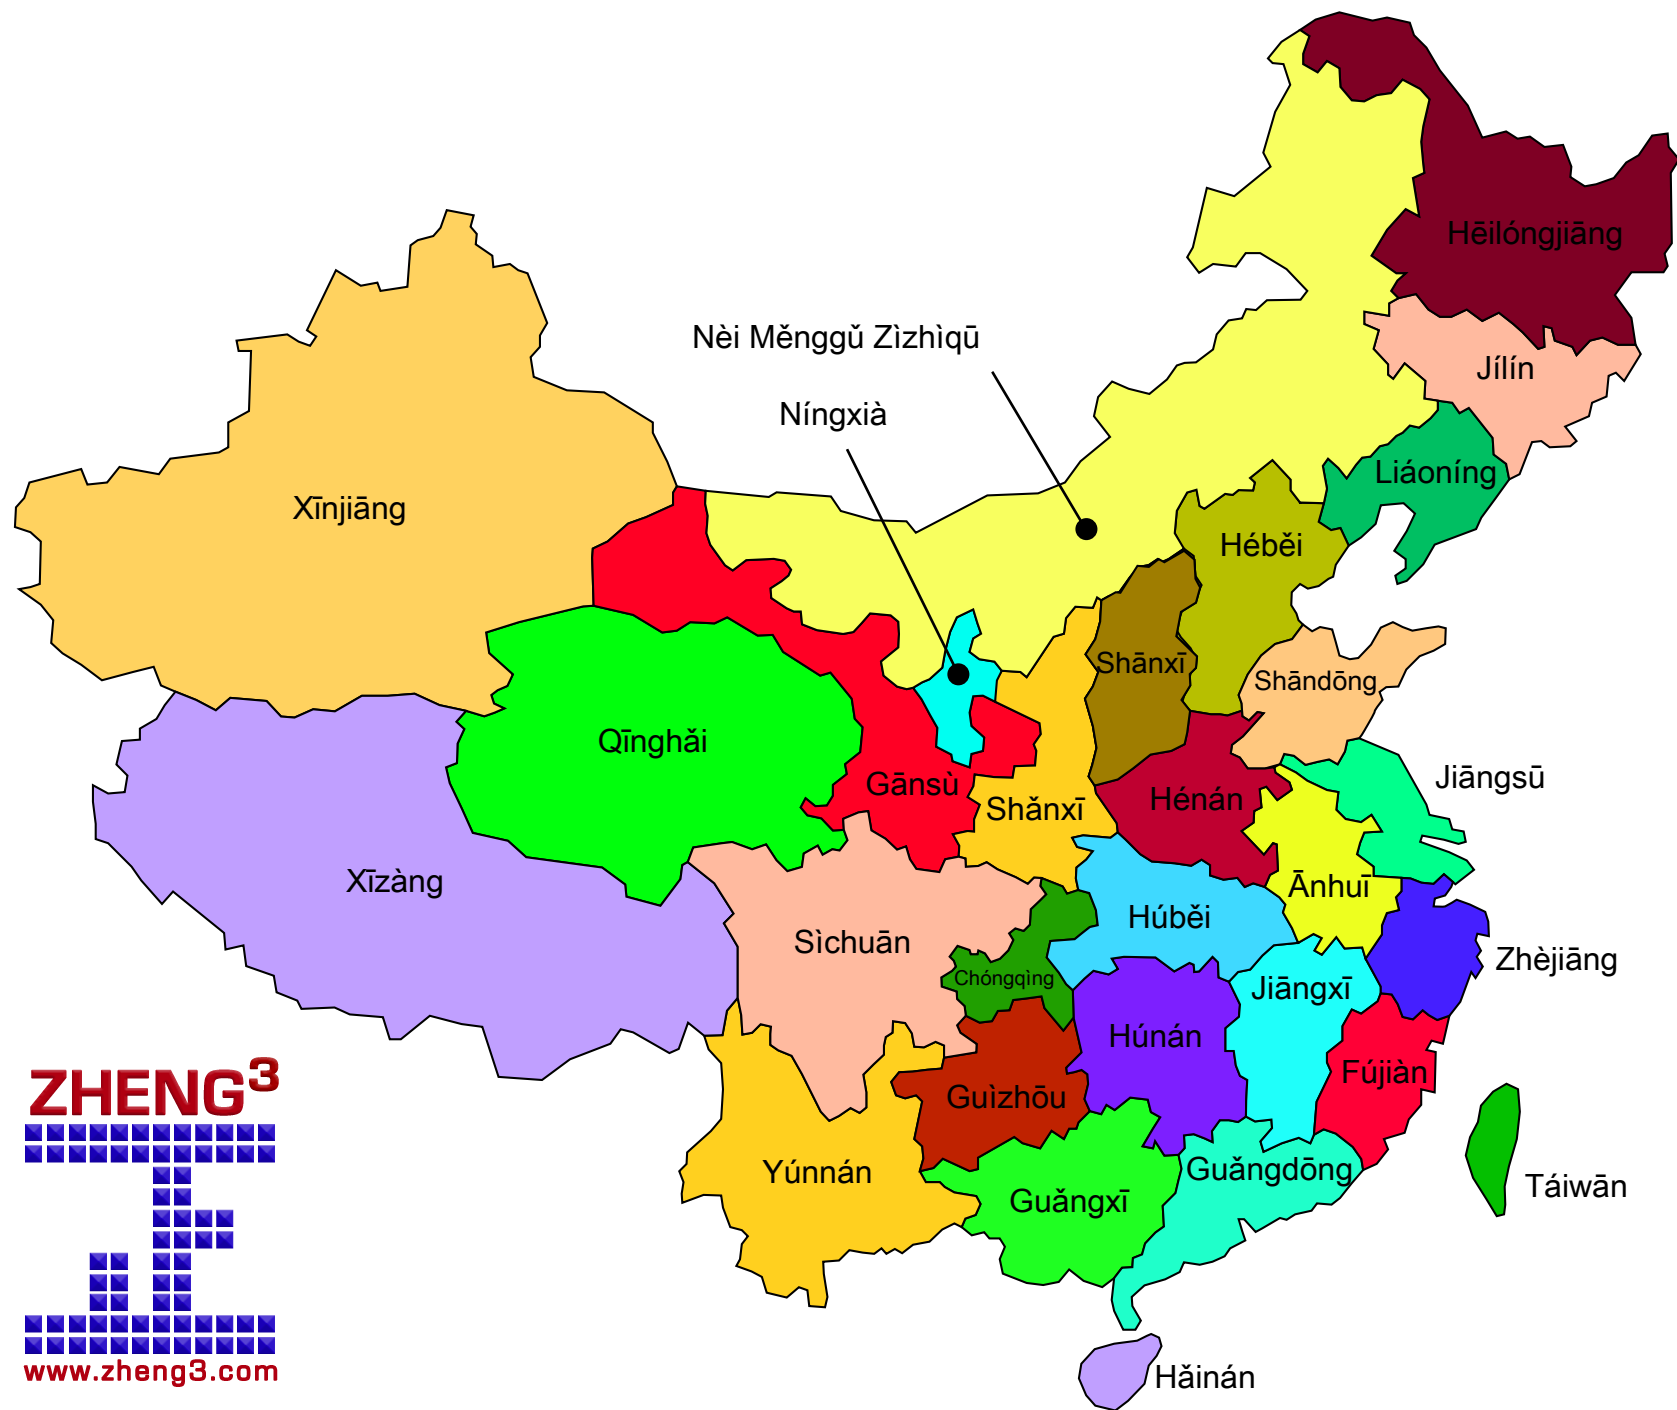 Hēilóngjiāng
Nèi Měnggǔ Zìzhìqū
Jílín
Níngxià
Liáoníng
Xīnjiāng
Héběi
Shānxī
Shāndōng
Qīnghǎi
Gānsù
Jiāngsū
Shǎnxī
Hénán
Xīzàng
Ānhuī
Húběi
Sìchuān
Zhèjiāng
Chóngqìng
Jiāngxī
Húnán
Fújiàn
Guìzhōu
ZHENG³
Yúnnán
Guǎngdōng
Táiwān
Guǎngxī
www.zheng3.com
Hǎinán